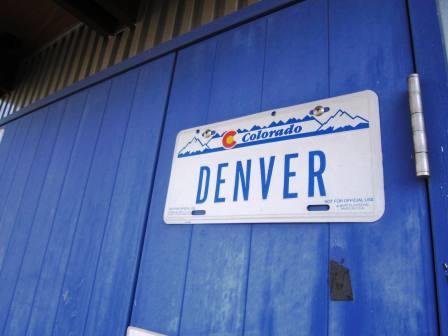 Colorado
DENVER
NOT FOR OFFICIAL USE